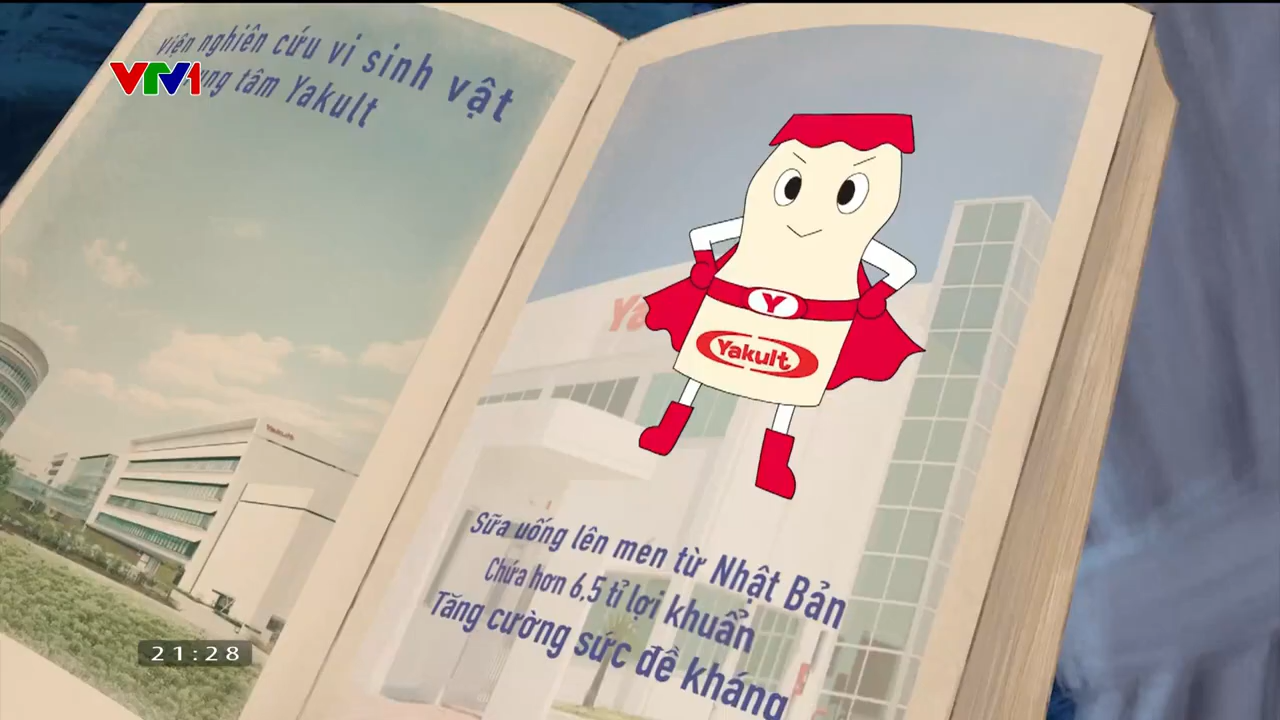 Viện nghiên cứu vi sinh vật
tâm Yakult
VTV1
Yakult
Y
Yakult
Sữa uống lên men từ Nhật Bản
Chứa hơn 6,5 tỉ lợi khuẩn
Tăng cường sức đề kháng
21:28